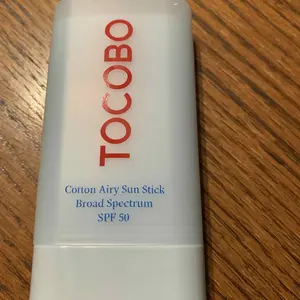 TOCOBO
Cotton Airy Sun Stick
Broad Spectrum
SPF 50